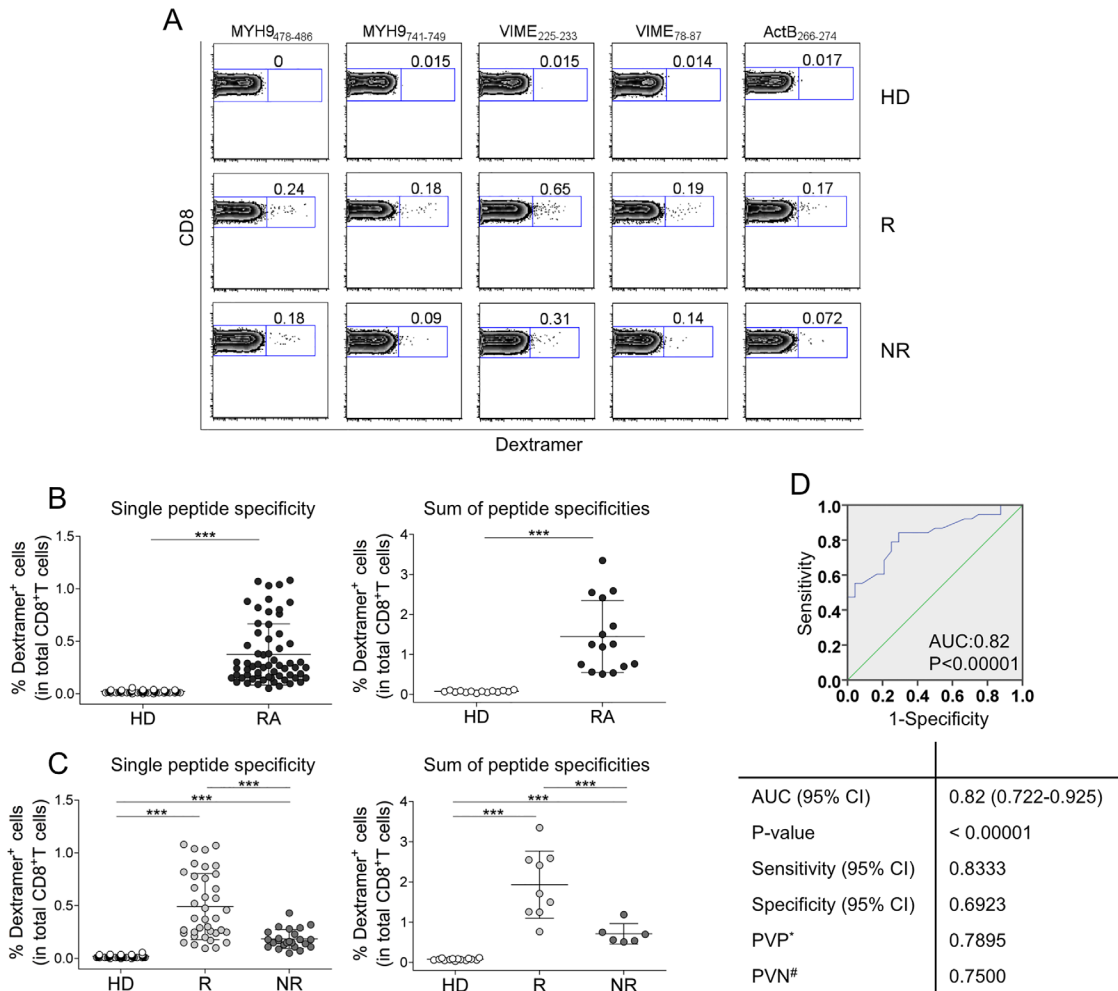 A
MYH9478-486 MYH9741-749 VIME225-233 VIME78-87 ActB266-274
0 0.015 0.015 0.014 0.017
HD
0.24 0.18 0.65 0.19 0.17
R
0.18 0.09 0.31 0.14 0.072
NR
CD8
Dextramer
B
Single peptide specificity
% Dextramer+ cells
(in total CD8+T cells)
1.5
1.0
0.5
0.0
***
HD RA
Sum of peptide specificities
% Dextramer+ cells
(in total CD8+T cells)
4
3
2
1
0
***
HD RA
C
Single peptide specificity
% Dextramer+ cells
(in total CD8+T cells)
1.5
1.0
0.5
0.0
***
***
***
HD R NR
Sum of peptide specificities
% Dextramer+ cells
(in total CD8+T cells)
4
3
2
1
0
***
***
***
HD R NR
D
Sensitivity
1.0
0.8
0.6
0.4
0.2
0.0
AUC:0.82
P<0.00001
0.0 0.2 0.4 0.6 0.8 1.0
1-Specificity
AUC (95% CI) 0.82 (0.722-0.925)
P-value < 0.00001
Sensitivity (95% CI) 0.8333
Specificity (95% CI) 0.6923
PVP* 0.7895
PVN# 0.7500